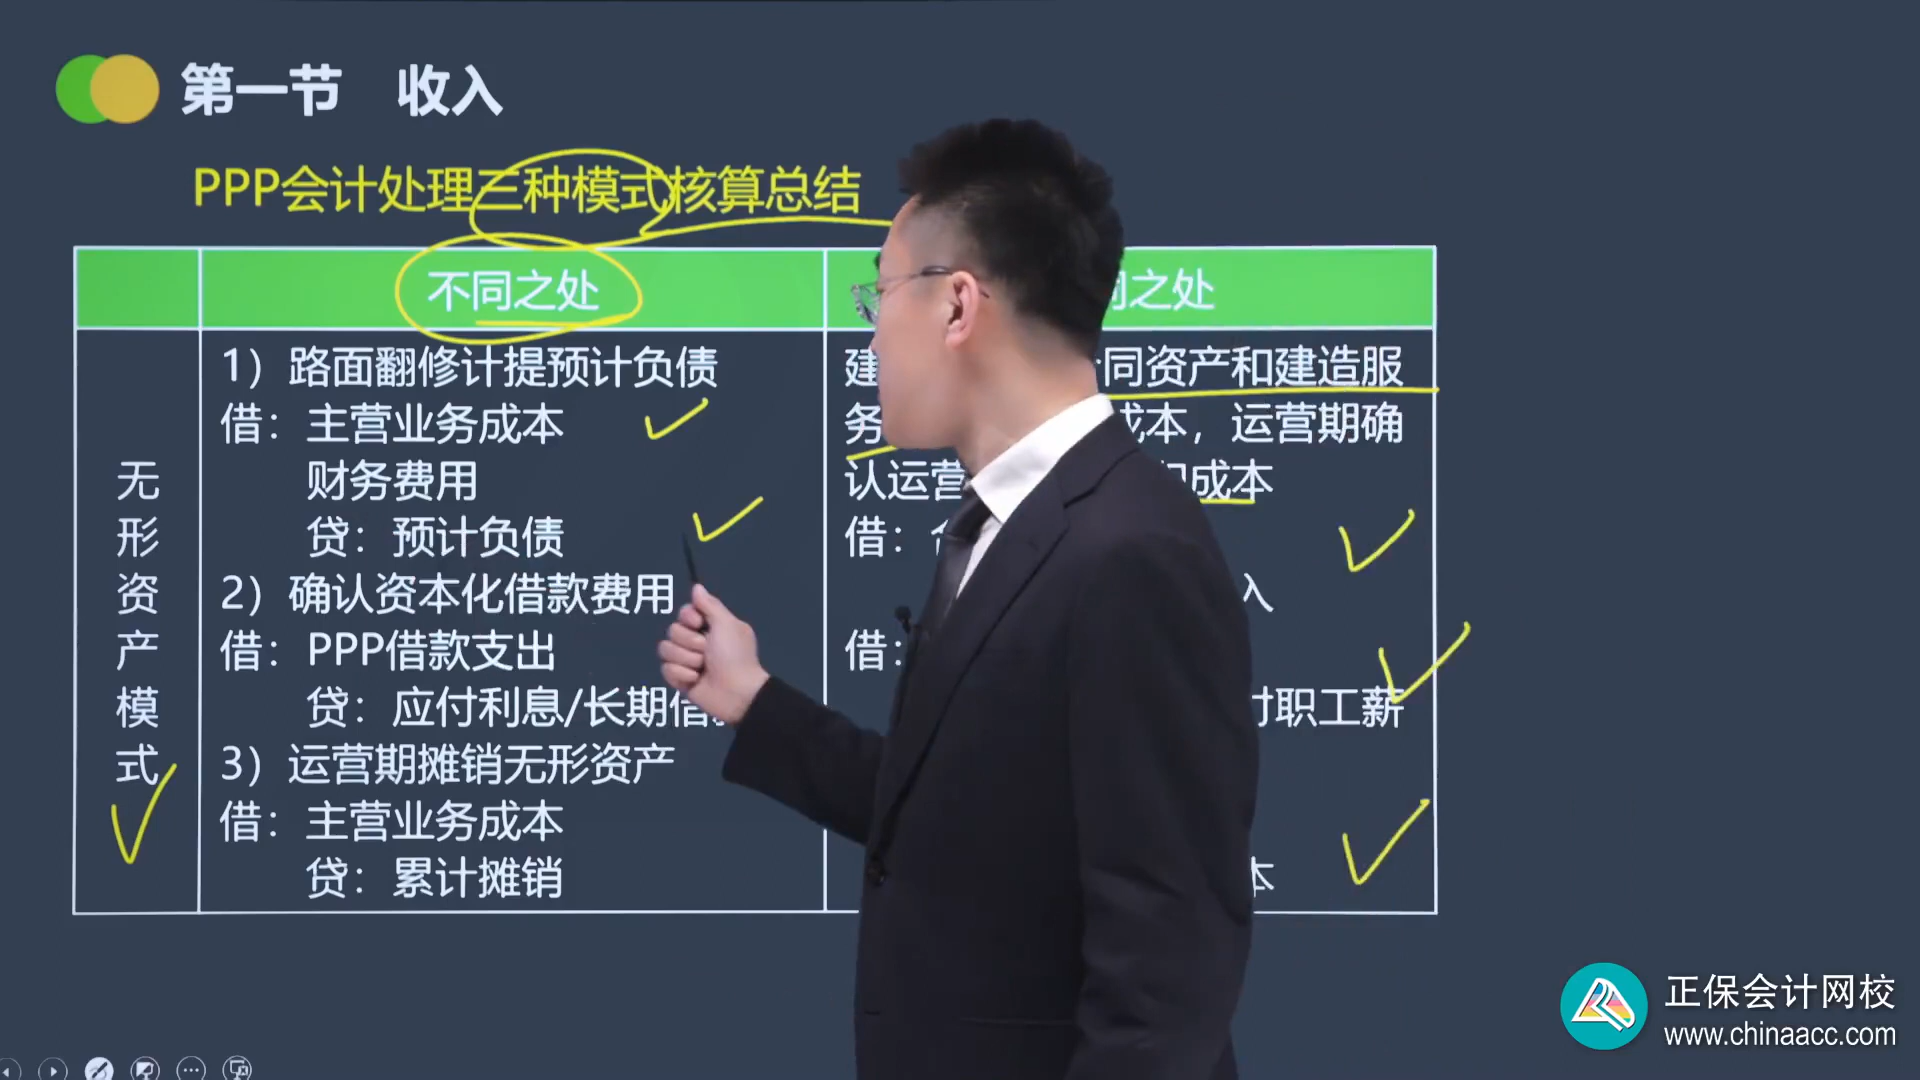 第一节 收入
PPP会计处理三种模式核算总结
不同之处
同之处
无形资产模式
1）路面翻修计提预计负债
借：主营业务成本
财务费用
贷：预计负债
2）确认资本化借款费用
借：PPP借款支出
贷：应付利息/长期借
3）运营期摊销无形资产
借：主营业务成本
贷：累计摊销
建 同资产和建造服
务 成本，运营期确
认运营 成本
借：
入
借：
职工薪
本
正保会计网校
www.chinaacc.com